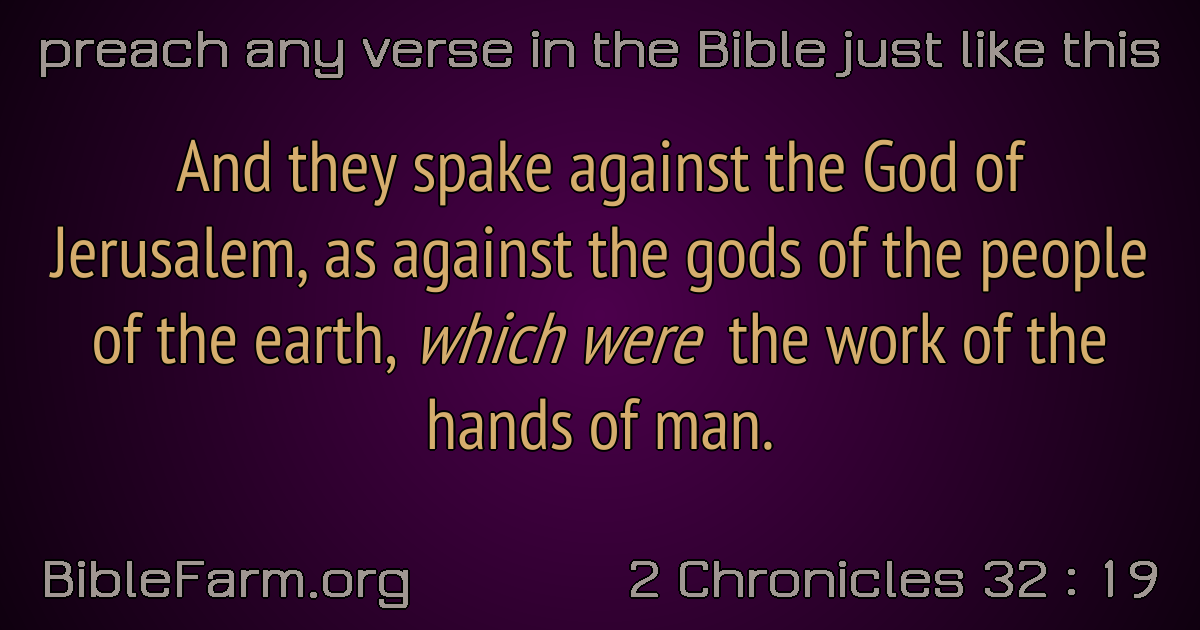 preach any verse in the Bible just like this
And they spake against the God of
Jerusalem, as against the gods of the people
of the earth, which were the work of the
hands of man.
BibleFarm.org
2 Chronicles 32 : 19